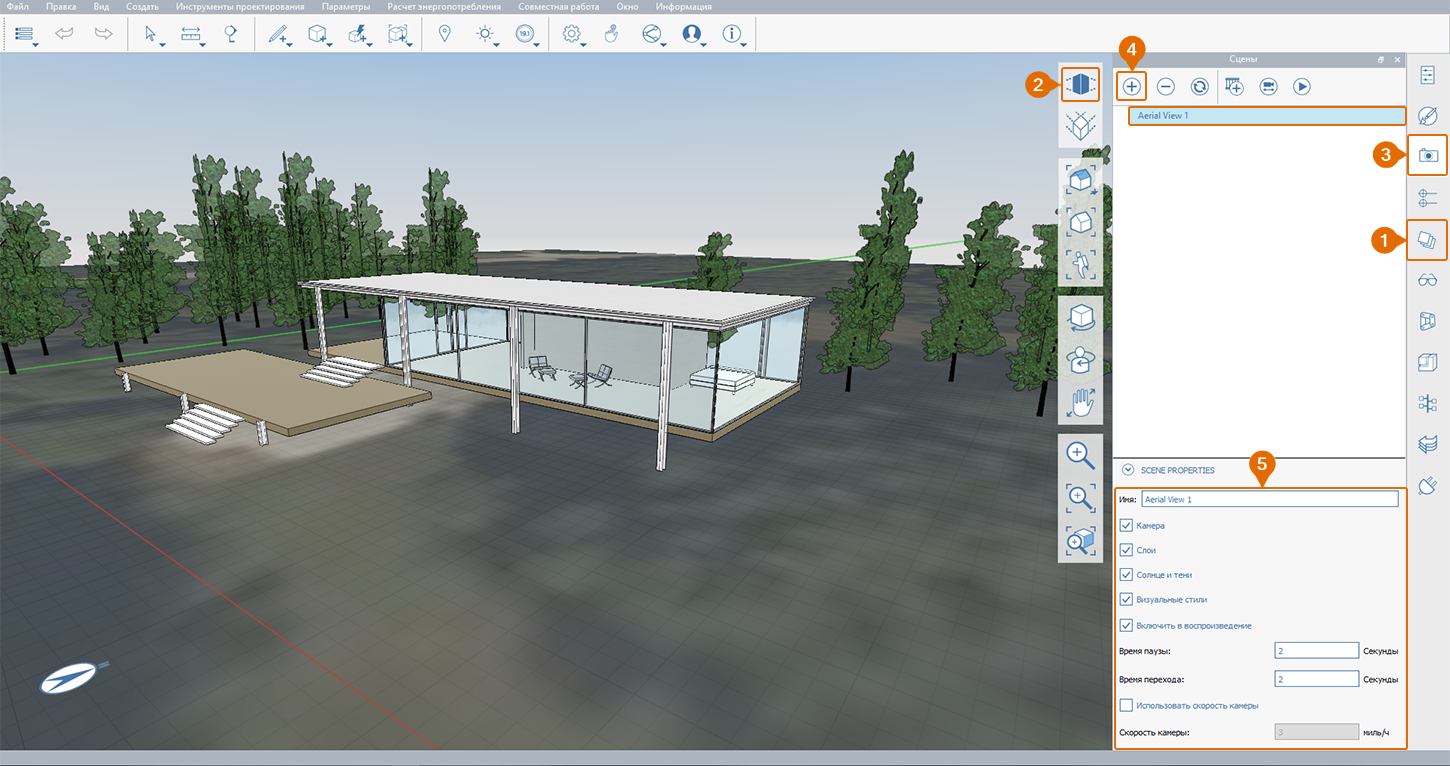 Файл Правка Вид Создать Инструменты проектирования Параметры Расчет энергопотребления Совместная работа Окно Информация
19.1
Сцены
4
2
Aerial View 1
3
1
SCENE PROPERTIES
5
Имя: Aerial View 1
Камера
Слои
Солнце и тени
Визуальные стили
Включить в воспроизведение
Время паузы: 2 Секунды
Время перехода: 2 Секунды
Использовать скорость камеры
Скорость камеры: 3 миль/ч